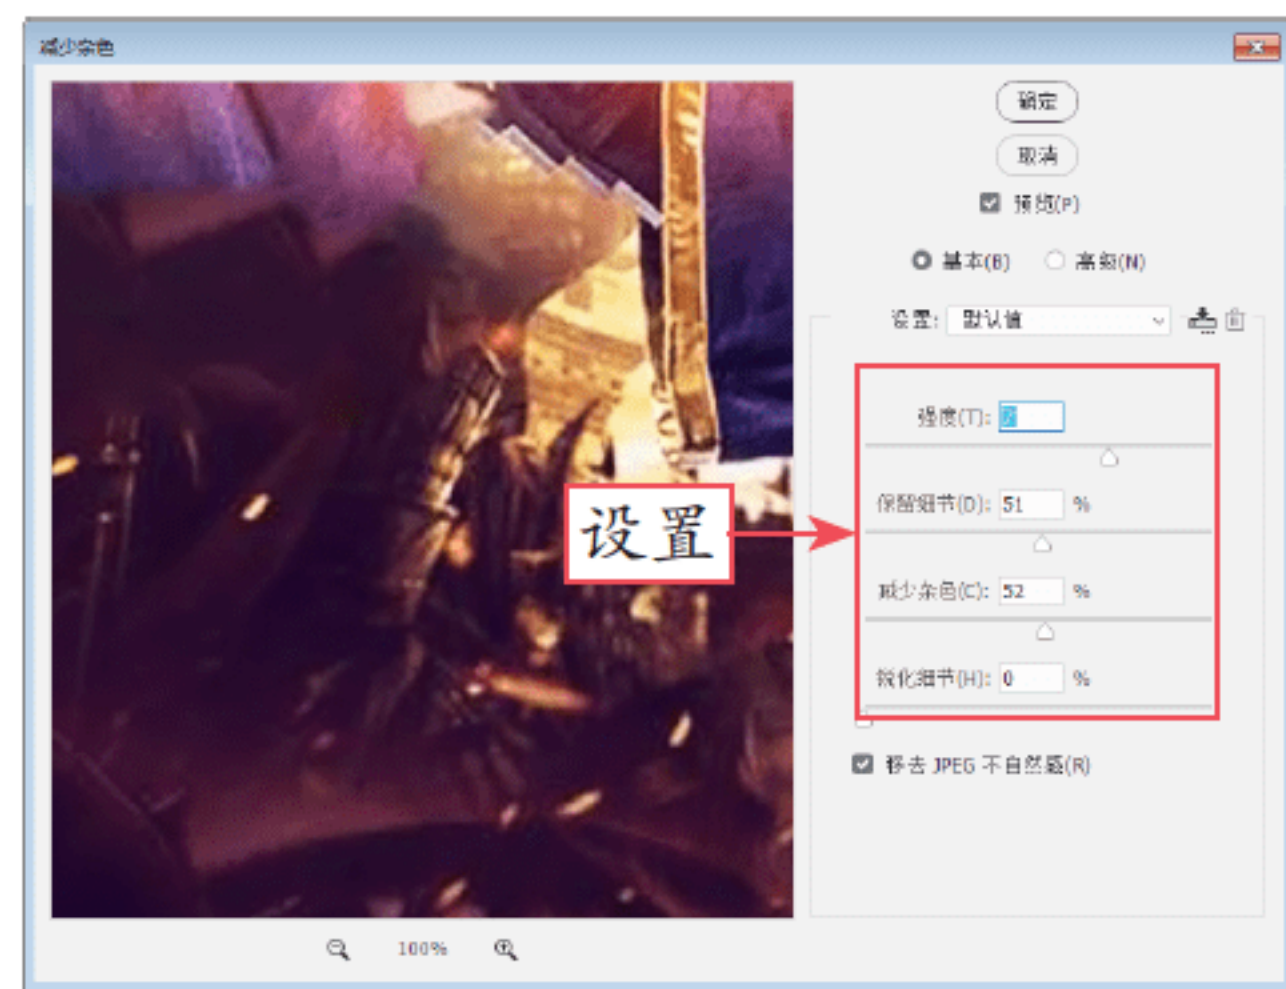 减少杂色
确定
取消
预览(P)
基本(B) 高级(N)
设置: 默认值
强度(T): 7
保留细节(D): 51 %
设置
减少杂色(C): 52 %
锐化细节(H): 0 %
移去 JPEG 不自然感(R)
100%